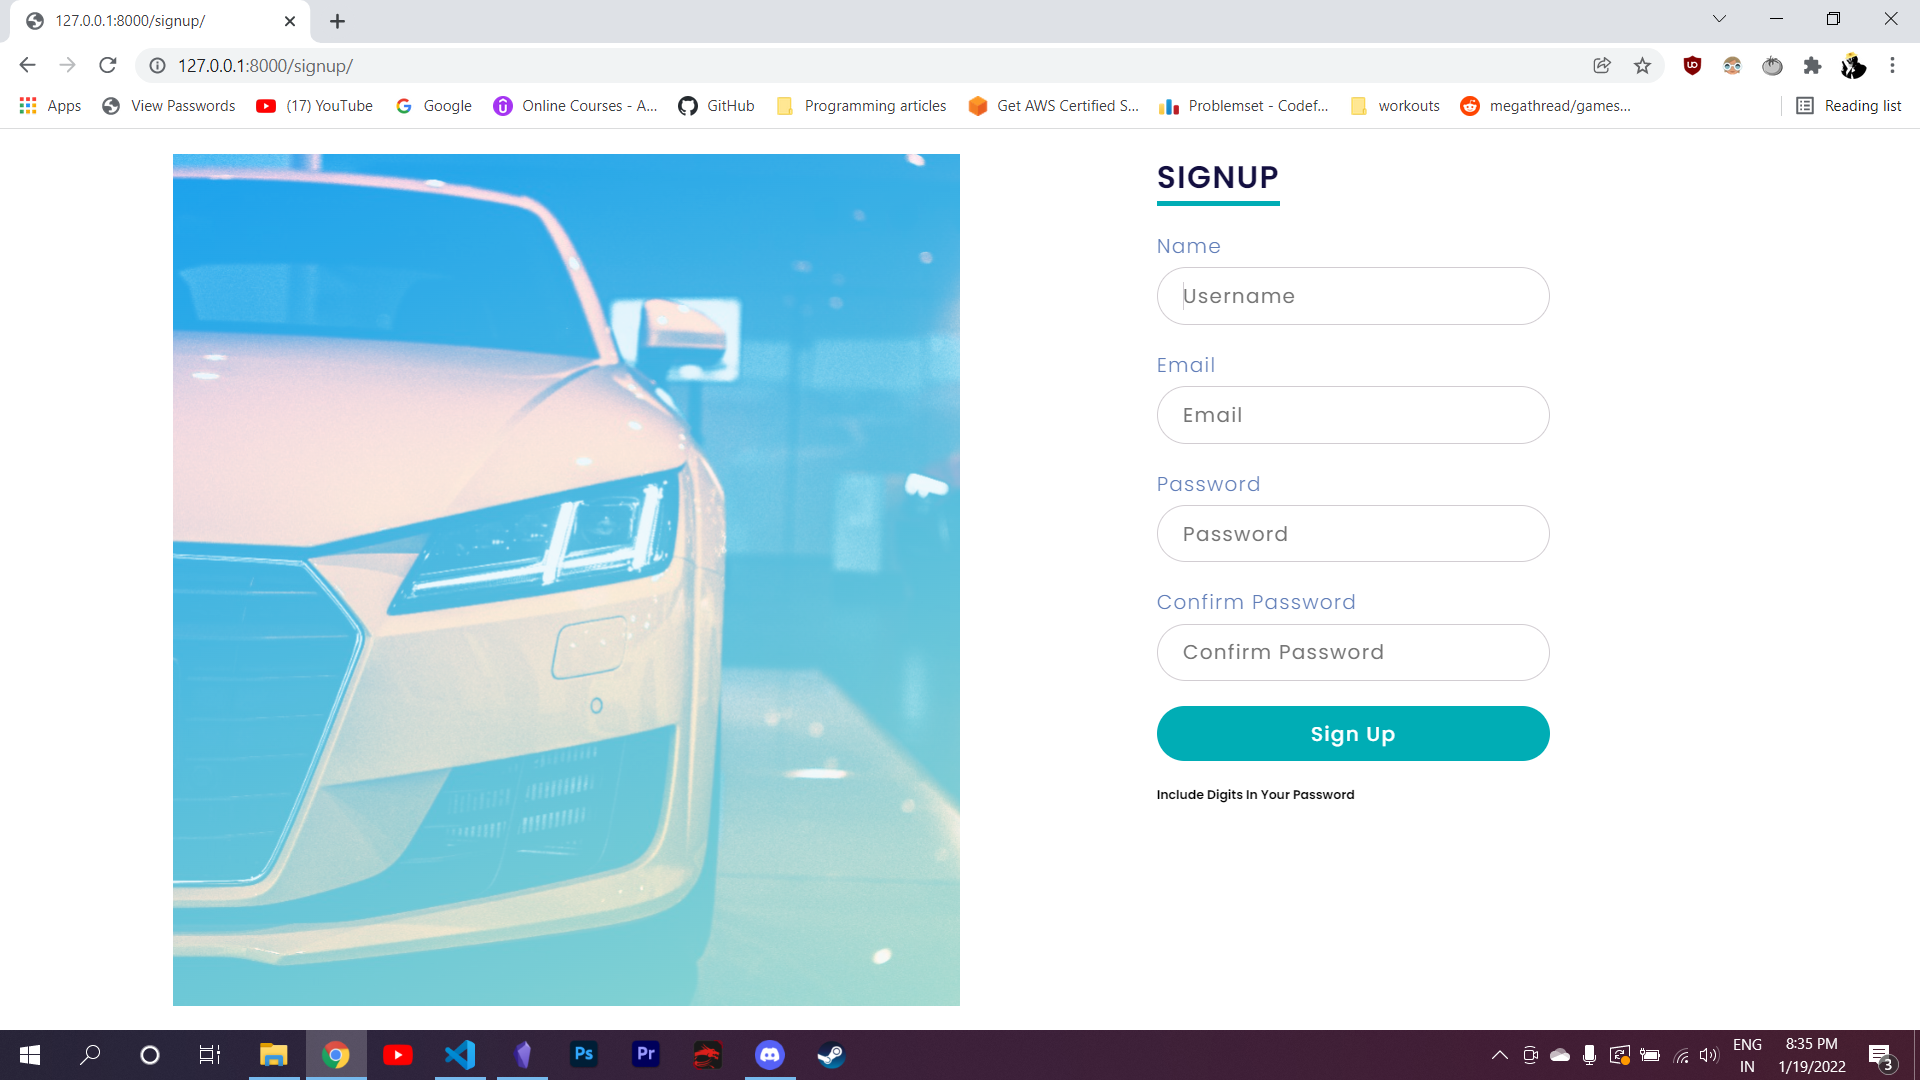 127.0.0.1:8000/signup/
127.0.0.1:8000/signup/
Apps View Passwords (17) YouTube Google Online Courses - A... GitHub Programming articles Get AWS Certified S... Problemset - Codef... workouts megathread/games... Reading list
SIGNUP
Name
Username
Email
Email
Password
Password
Confirm Password
Confirm Password
Sign Up
Include Digits In Your Password
Ps Pr
ENG 8:35 PM
IN 1/19/2022 3